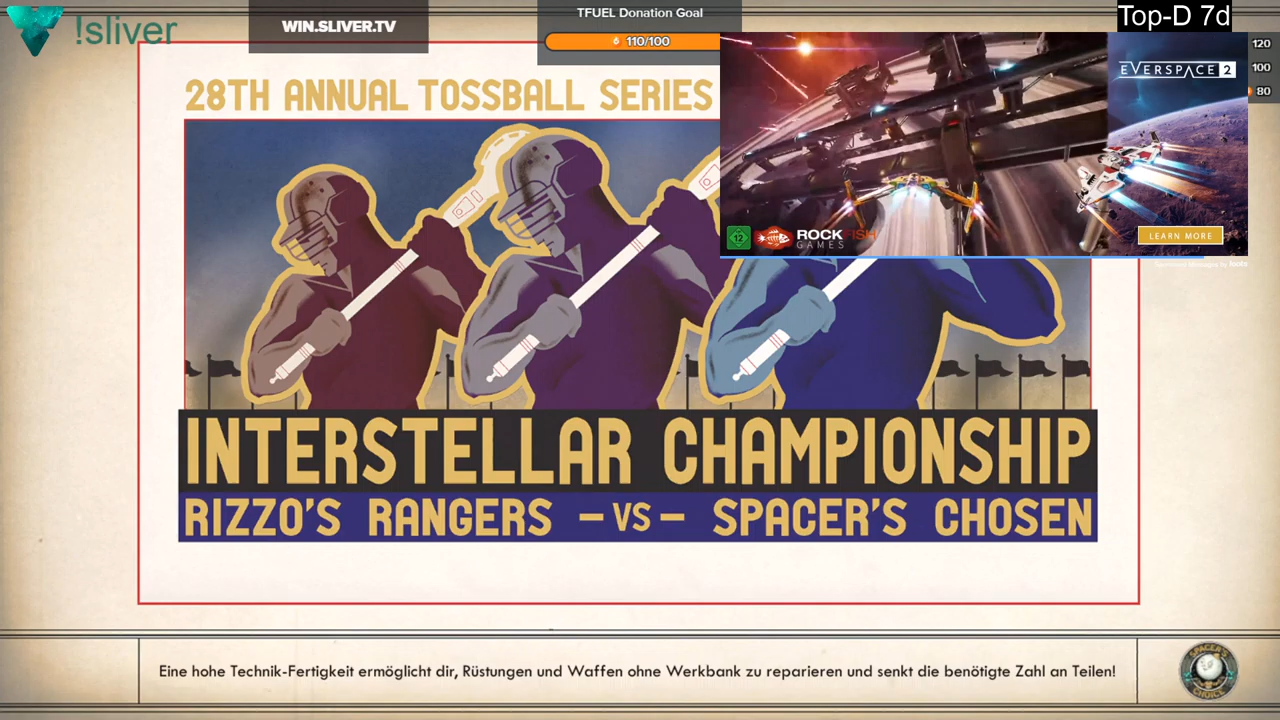 !sliver
WIN.SLIVER.TV
TFUEL Donation Goal
110/100
Top-D 7d
120
100
80
EVERSPACE 2
12
ROCKFISH
GAMES
LEARN MORE
28TH ANNUAL TOSSBALL SERIES
INTERSTELLAR CHAMPIONSHIP
RIZZO'S RANGERS - VS - SPACER'S CHOSEN
Eine hohe Technik-Fertigkeit ermöglicht dir, Rüstungen und Waffen ohne Werkbank zu reparieren und senkt die benötigte Zahl an Teilen!
SPACER'S
CHOICE